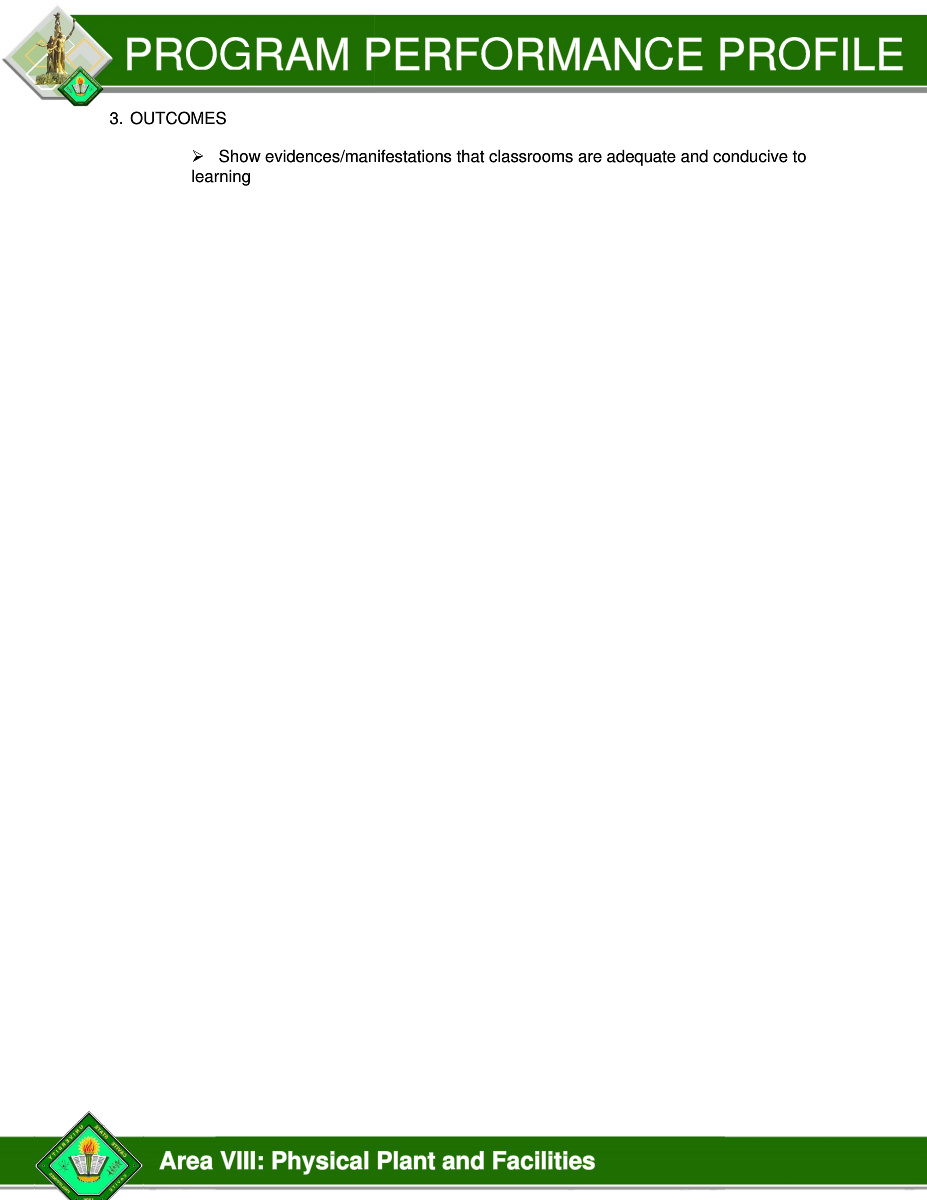 PROGRAM PERFORMANCE PROFILE
3. OUTCOMES
➢ Show evidences/manifestations that classrooms are adequate and conducive to
learning
Area VIII: Physical Plant and Facilities